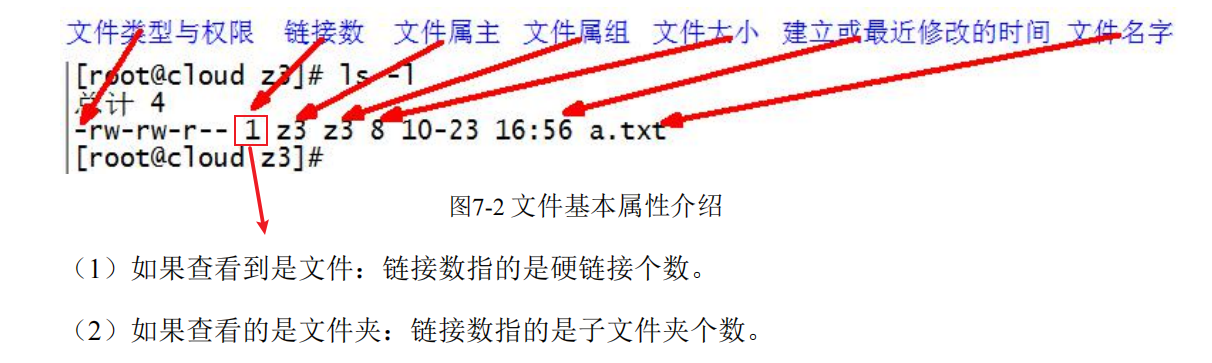 文件类型与权限 链接数 文件属主 文件属组 文件大小 建立或最近修改的时间 文件名字
[root@cloud z3]# ls -l
总计 4
-rw-rw-r-- 1 z3 z3 8 10-23 16:56 a.txt
[root@cloud z3]#
图7-2 文件基本属性介绍
（1）如果查看到是文件：链接数指的是硬链接个数。
（2）如果查看的是文件夹：链接数指的是子文件夹个数。